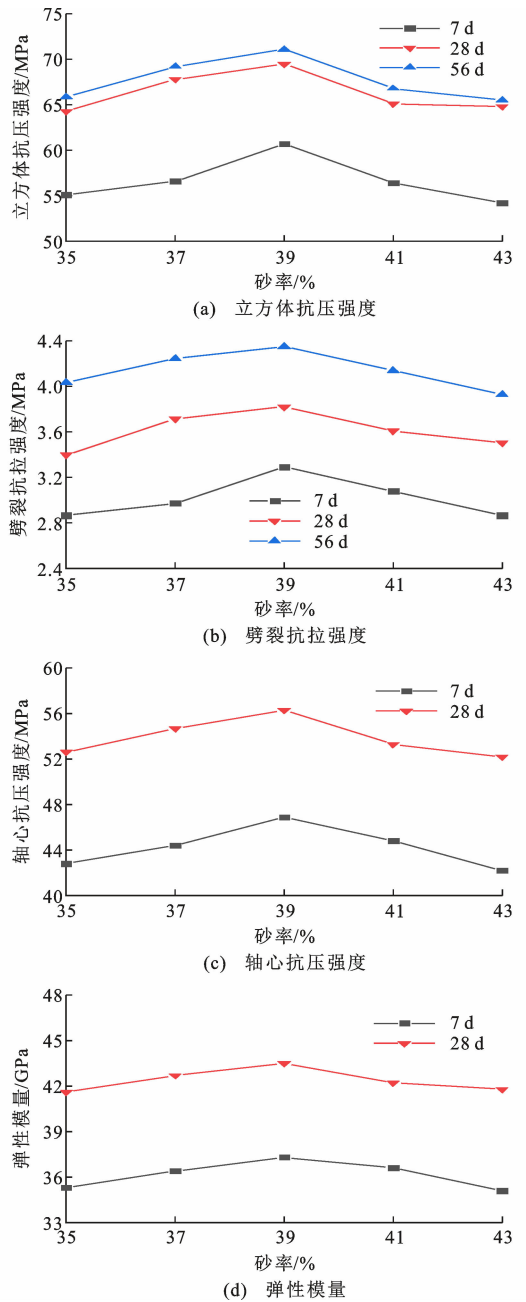 75
70
65
60
55
50
立方体抗压强度/MPa
7 d
28 d
56 d
35 37 39 41 43
砂率/%
(a) 立方体抗压强度
4.4
4.0
3.6
3.2
2.8
2.4
劈裂抗拉强度/MPa
7 d
28 d
56 d
35 37 39 41 43
砂率/%
(b) 劈裂抗拉强度
60
56
52
48
44
40
轴心抗压强度/MPa
7 d
28 d
35 37 39 41 43
砂率/%
(c) 轴心抗压强度
48
45
42
36
33
弹性模量/GPa
7 d
28 d
35 37 39 41 43
砂率/%
(d) 弹性模量